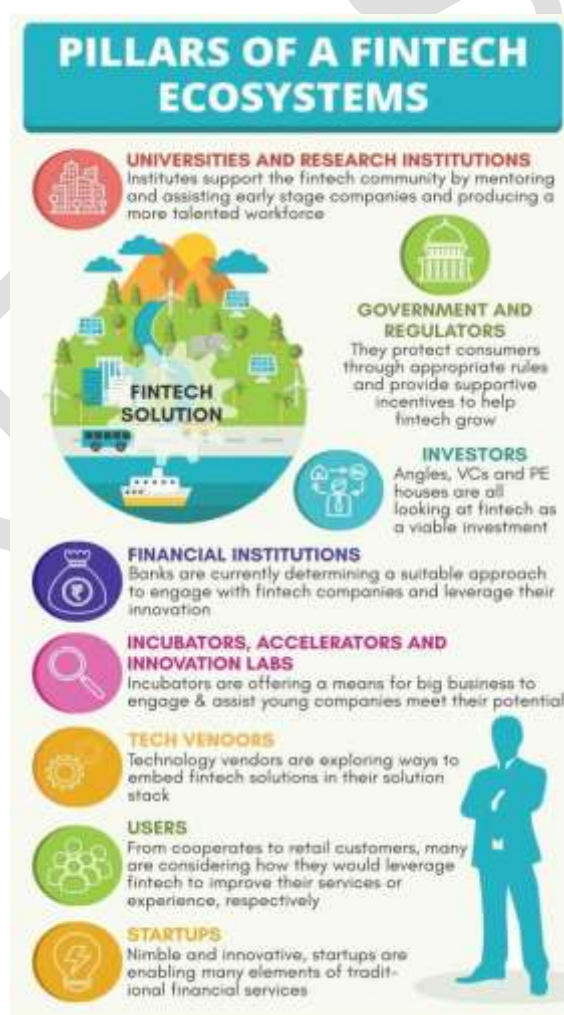 PILLARS OF A FINTECH
ECOSYSTEMS
UNIVERSITIES AND RESEARCH INSTITUTIONS
Institutes support the fintech community by mentoring
and assisting early stage companies and producing a
more talented workforce
GOVERNMENT AND
REGULATORS
They protect consumers
through appropriate rules
and provide supportive
incentives to help
fintech grow
FINTECH
SOLUTION
INVESTORS
Angles, VCs and PE
houses are all
looking at fintech as
a viable investment
FINANCIAL INSTITUTIONS
Banks are currently determining a suitable approach
to engage with fintech companies and leverage their
innovation
INCUBATORS, ACCELERATORS AND
INNOVATION LABS
Incubators are offering a means for big business to
engage & assist young companies meet their potential
TECH VENOORS
Technology vendors are exploring ways to
embed fintech solutions in their solution
stack
USERS
From cooperates to retail customers, many
are considering how they would leverage
fintech to improve their services or
experience, respectively
STARTUPS
Nimble and innovative, startups are
enabling many elements of tradit-
ional financial services